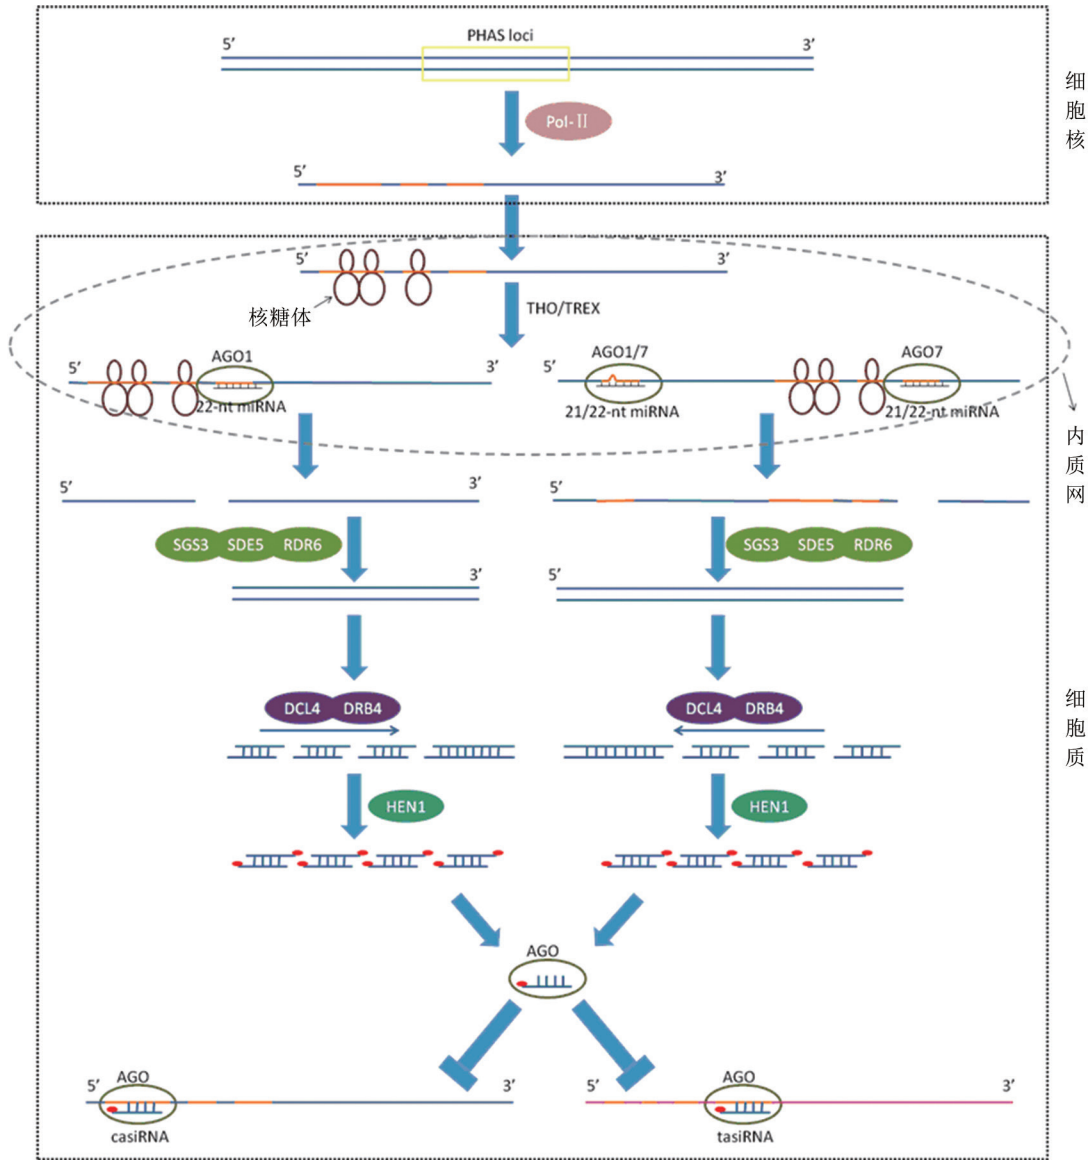 PHAS loci
5’ 3’
Pol-Ⅱ
5’ 3’
细胞核
5’ 3’
核糖体
THO/TREX
5’ AGO1 3’
22-nt miRNA
5’ AGO1/7 AGO7
21/22-nt miRNA 21/22-nt miRNA
内质网
5’ 3’
5’
SGS3 SDE5 RDR6
SGS3 SDE5 RDR6
3’
5’
DCL4 DRB4
DCL4 DRB4
细胞质
HEN1
HEN1
AGO
5’ AGO 3’
casiRNA
5’ AGO 3’
tasiRNA